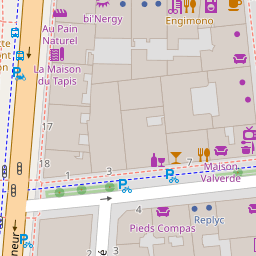 bi'Nergy
Engimono
Au Pain
Naturel
La Maison
du Tapis
17
18
1
3
7
Maison
Valverde
Replyc
Pieds Compas
4